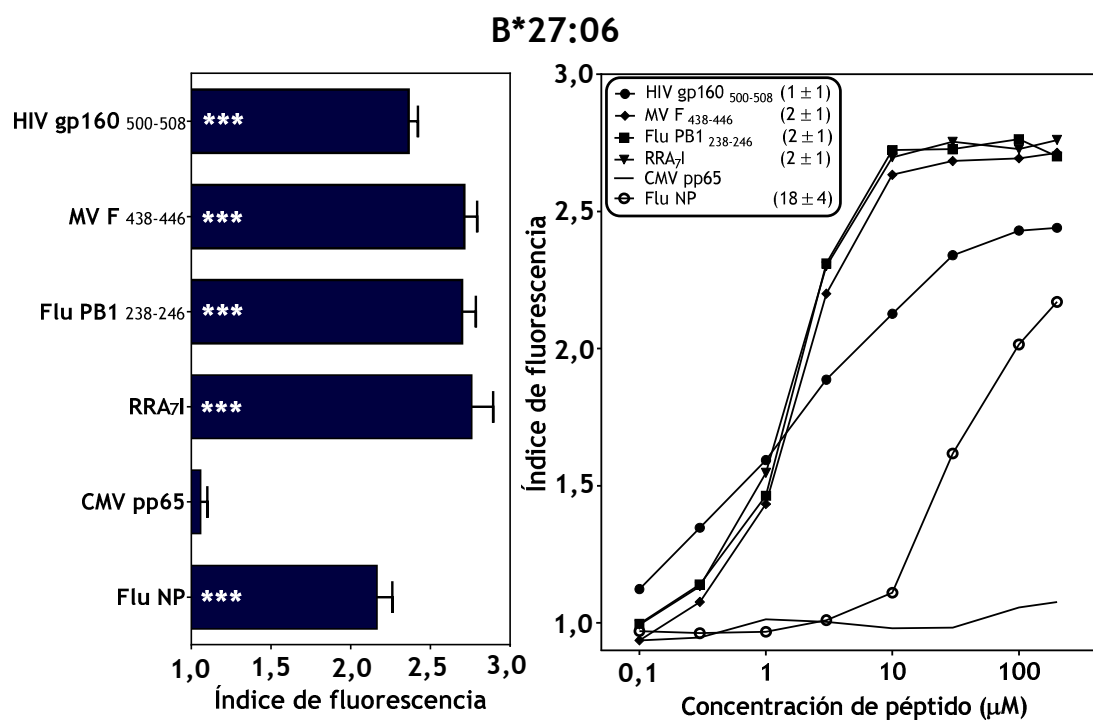 B*27:06
HIV gp160 500-508
MV F 438-446
Flu PB1 238-246
RRA7I
CMV pp65
Flu NP
***
***
***
***
***
1,0 1,5 2,0 2,5 3,0
Índice de fluorescencia
3,0
2,5
2,0
1,5
1,0
Índice de fluorescencia
HIV gp160 500-508 (1 ± 1)
MV F 438-446 (2 ± 1)
Flu PB1 238-246 (2 ± 1)
RRA7I (2 ± 1)
CMV pp65
Flu NP (18 ± 4)
0,1 1 10 100
Concentración de péptido (µM)